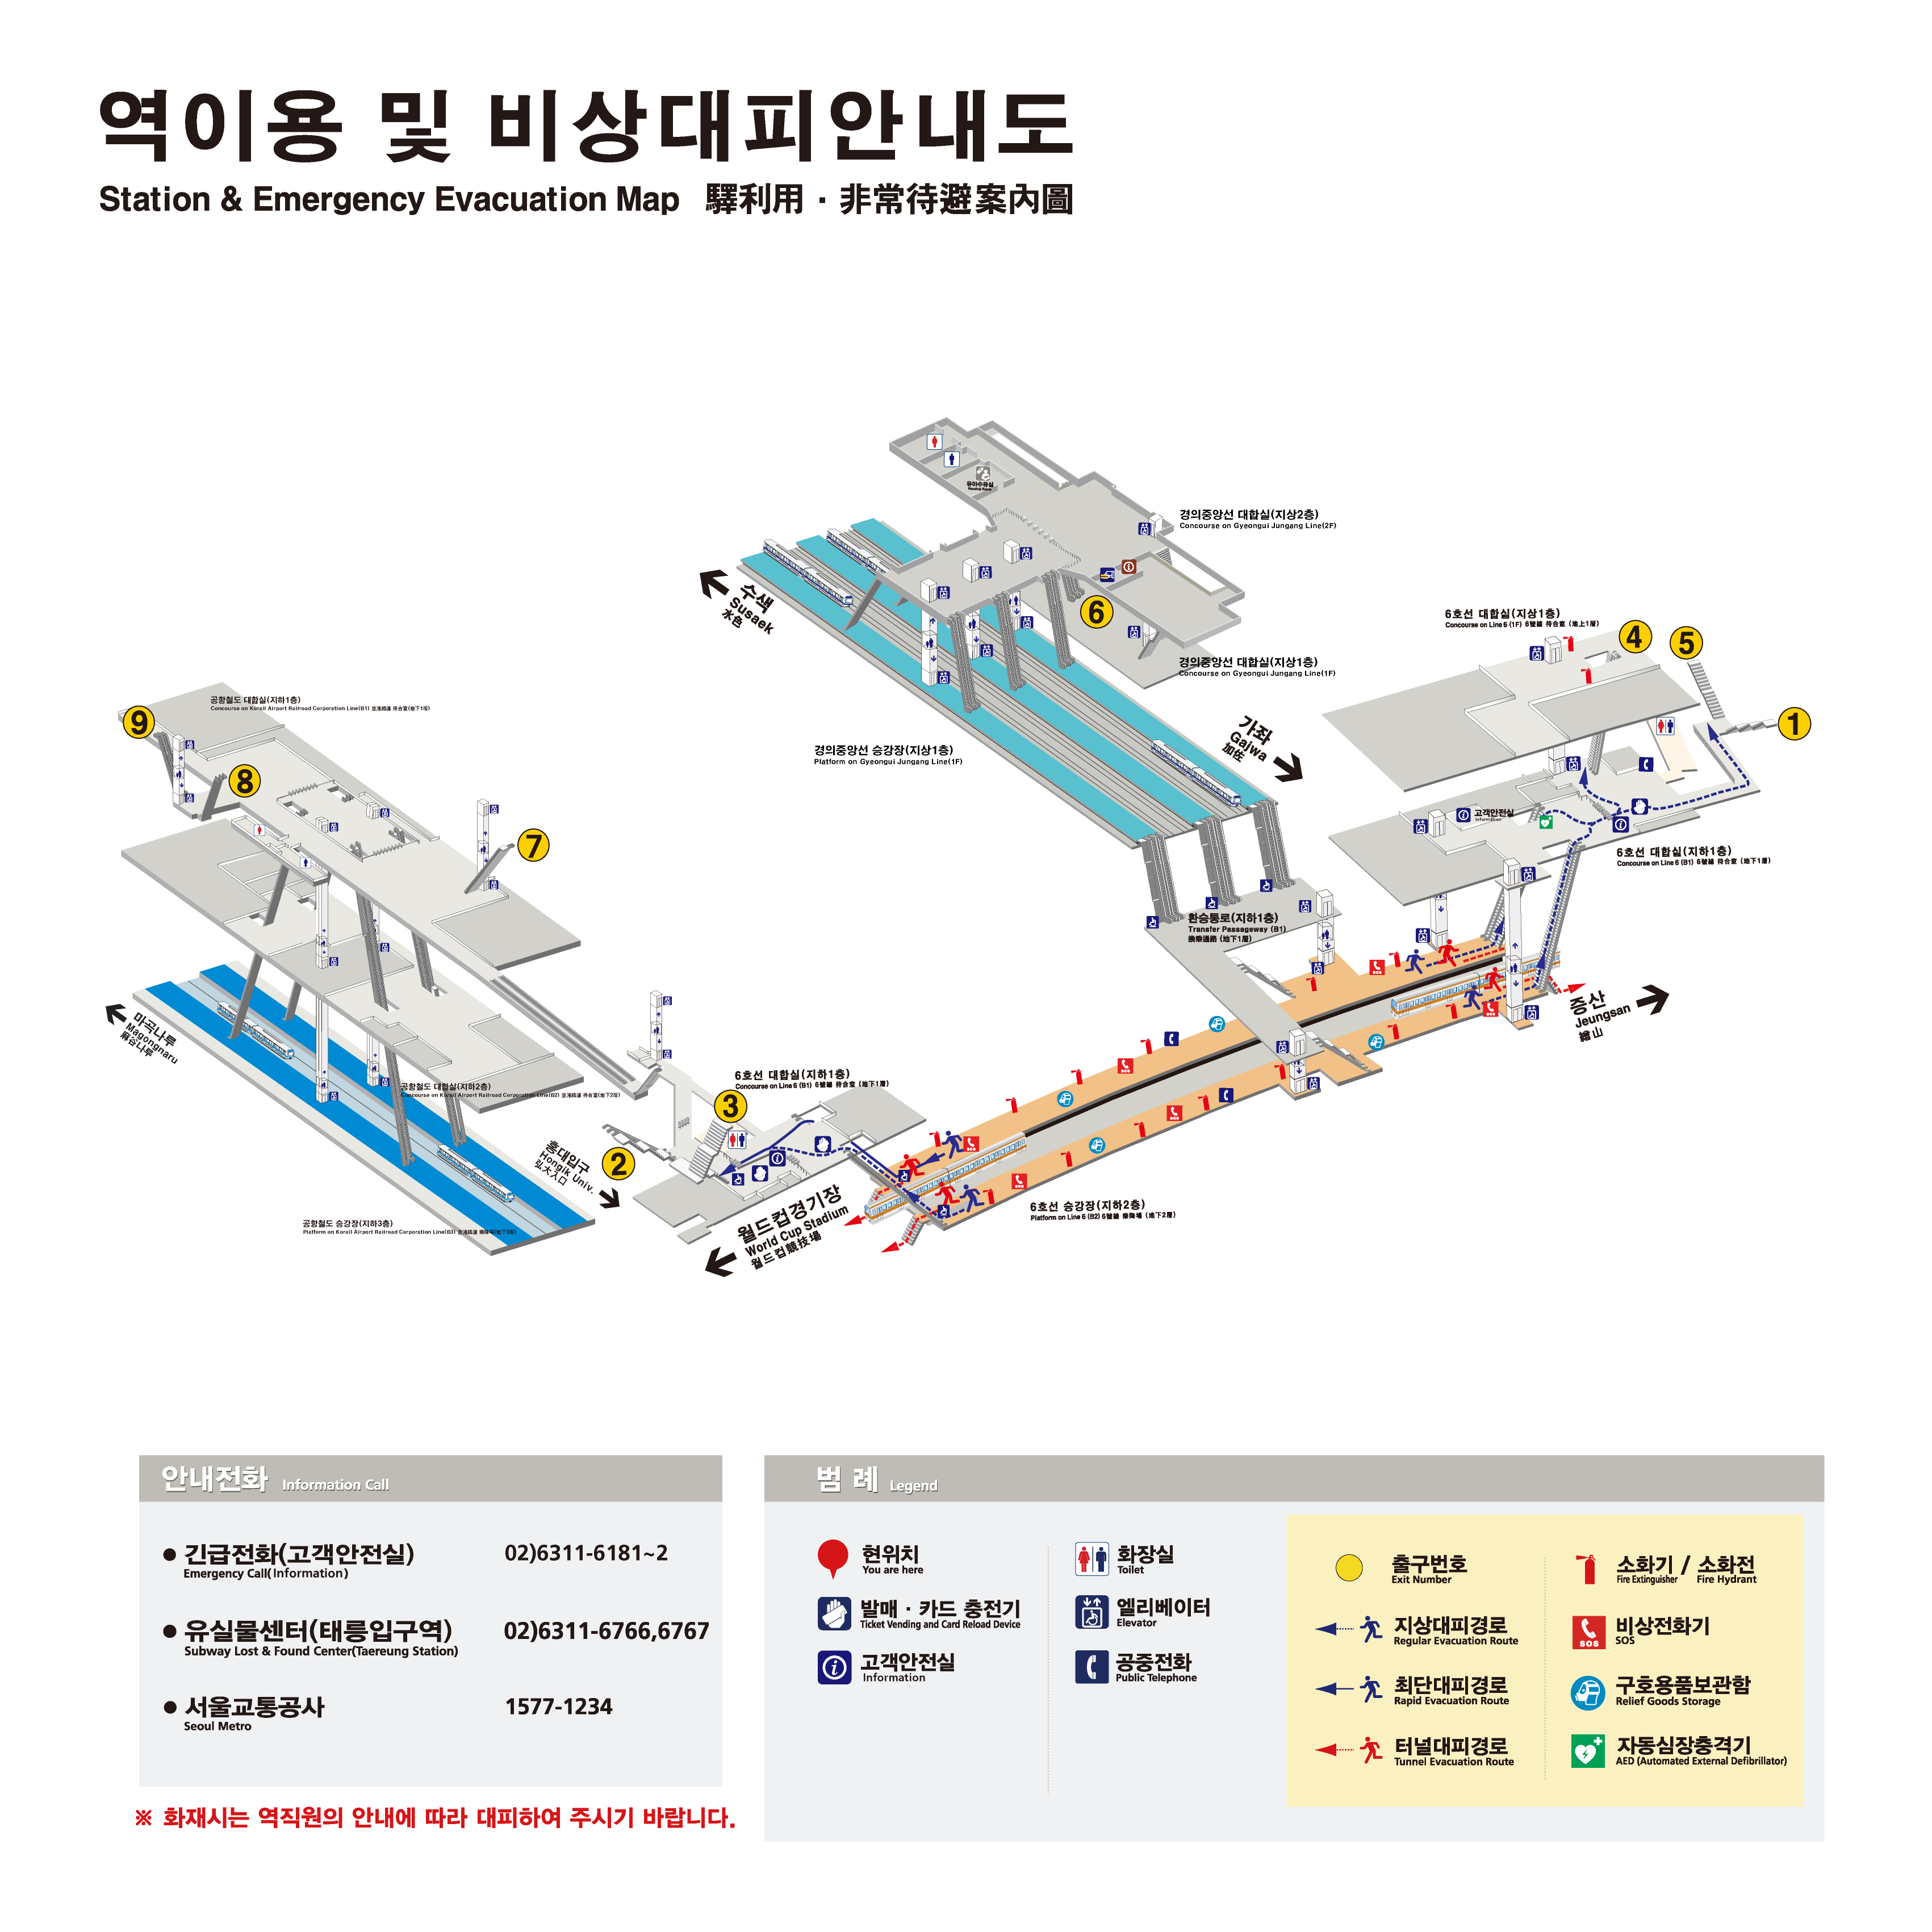 역이용 및 비상대피안내도
Station & Emergency Evacuation Map 驛利用 · 非常待避案內圖
유아수유실
Nursing Room
경의중앙선 대합실(지상2층)
Concourse on Gyeongui Jungang Line(2F)
수색
Susaek
水色
6
경의중앙선 대합실(지상1층)
Concourse on Gyeongui Jungang Line(1F)
6호선 대합실(지상1층)
Concourse on Line 6 (1F) 6號線 待合室 (地上1層)
4
5
1
공항철도 대합실(지하1층)
Concourse on Korail Airport Railroad Corporation Line(B1) 空港鐵道 待合室(地下1層)
9
8
7
경의중앙선 승강장(지상1층)
Platform on Gyeongui Jungang Line(1F)
가좌
Gajwa
加佐
고객안전실
Information
6호선 대합실(지하1층)
Concourse on Line 6 (B1) 6號線 待合室 (地下1層)
환승통로(지하1층)
Transfer Passageway (B1)
換乘通路 (地下1層)
증산
Jeungsan
繪山
마곡나루
Magongnaru
麻谷나루
공항철도 대합실(지하2층)
Concourse on Korail Airport Railroad Corporation Line(B2) 空港鐵道 待合室(地下2層)
6호선 대합실(지하1층)
Concourse on Line 6 (B1) 6號線 待合室 (地下1層)
3
2
홍대입구
Hongik Univ.
弘大入口
월드컵경기장
World Cup Stadium
월드컵競技場
6호선 승강장(지하2층)
Platform on Line 6 (B2) 6號線 乘降場 (地下2層)
공항철도 승강장(지하3층)
Platform on Korail Airport Railroad Corporation Line(B3) 空港鐵道 乘降場(地下3層)
SOS
SOS
SOS
SOS
SOS
SOS
안내전화 Information Call
● 긴급전화(고객안전실) 02)6311-6181~2
Emergency Call(Information)
● 유실물센터(태릉입구역) 02)6311-6766,6767
Subway Lost & Found Center(Taereung Station)
● 서울교통공사 1577-1234
Seoul Metro
※ 화재시는 역직원의 안내에 따라 대피하여 주시기 바랍니다.
범 례 Legend
현위치
You are here
발매 · 카드 충전기
Ticket Vending and Card Reload Device
고객안전실
Information
화장실
Toilet
엘리베이터
Elevator
공중전화
Public Telephone
출구번호
Exit Number
지상대피경로
Regular Evacuation Route
최단대피경로
Rapid Evacuation Route
터널대피경로
Tunnel Evacuation Route
소화기 / 소화전
Fire Extinguisher Fire Hydrant
SOS
비상전화기
SOS
구호용품보관함
Relief Goods Storage
자동심장충격기
AED (Automated External Defibrillator)